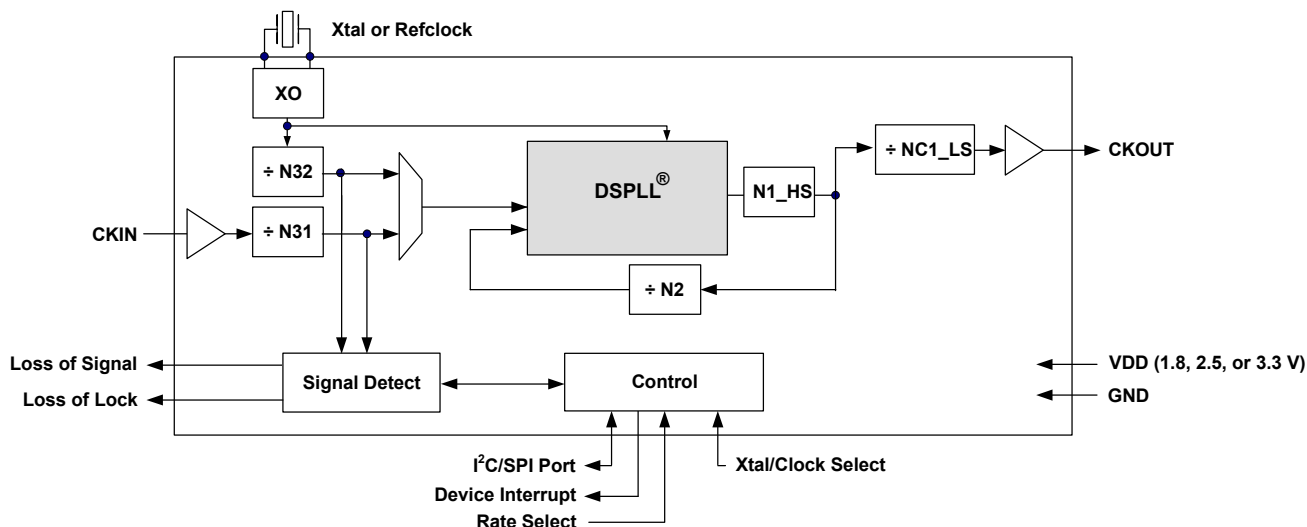 Xtal or Refclock
XO
÷ N32
÷ N31
CKIN
DSPLL®
N1_HS
÷ NC1_LS
CKOUT
÷ N2
Loss of Signal
Loss of Lock
Signal Detect
Control
VDD (1.8, 2.5, or 3.3 V)
GND
I²C/SPI Port
Xtal/Clock Select
Device Interrupt
Rate Select